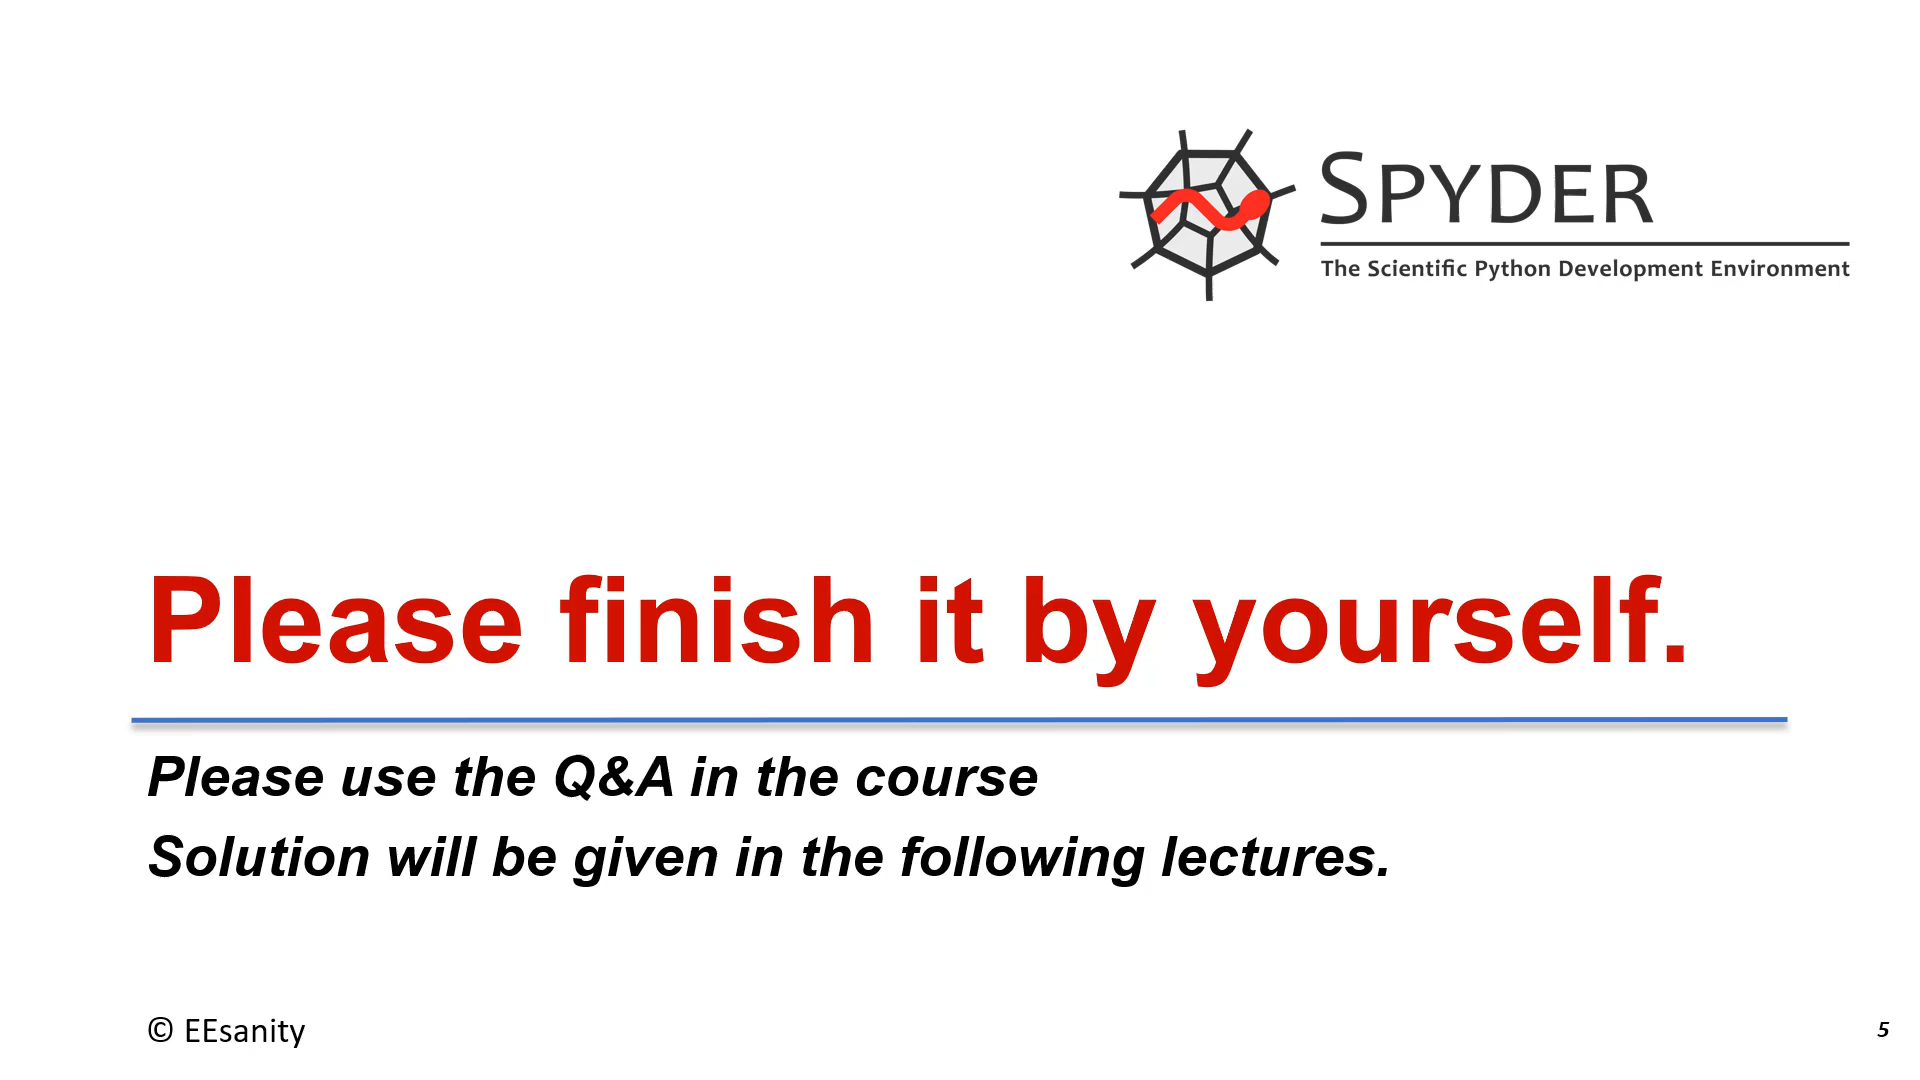 SPYDER
The Scientific Python Development Environment
Please finish it by yourself.
Please use the Q&A in the course
Solution will be given in the following lectures.
© EEsanity
5